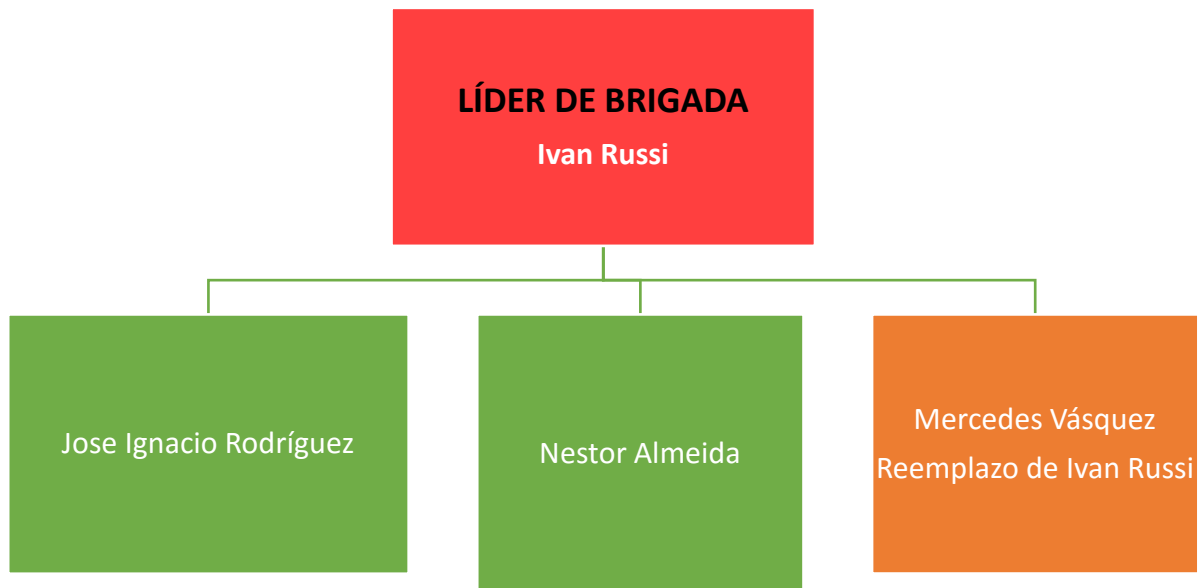 LÍDER DE BRIGADA
Ivan Russi
Jose Ignacio Rodríguez
Nestor Almeida
Mercedes Vásquez
Reemplazo de Ivan Russi